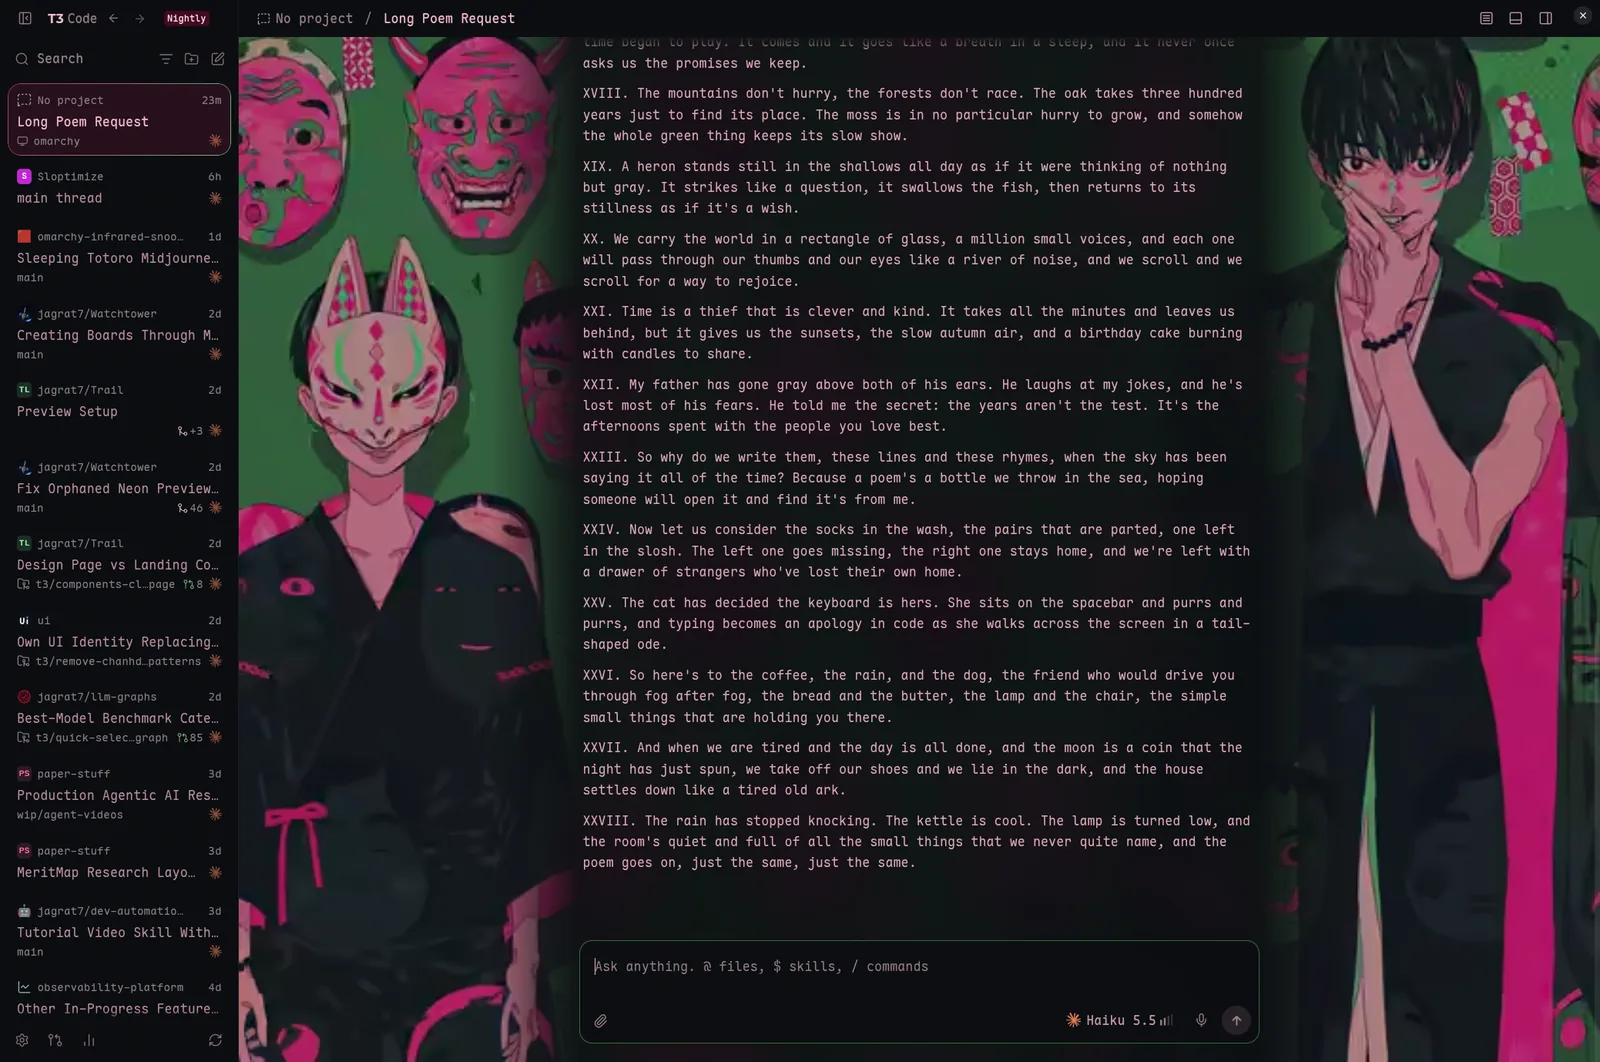 T3 Code
Nightly
No project / Long Poem Request
Search
No project 23m
Long Poem Request
omarchy
S Sloptimize 6h
main thread
omarchy-infrared-snoo… 1d
Sleeping Totoro Midjourne…
main
jagrat7/Watchtower 2d
Creating Boards Through M…
main
TL jagrat7/Trail 2d
Preview Setup
+3
jagrat7/Watchtower 2d
Fix Orphaned Neon Preview…
main 46
TL jagrat7/Trail 2d
Design Page vs Landing Co…
t3/components-cl…page 8
Ui ui 2d
Own UI Identity Replacing…
t3/remove-chanhd…patterns
jagrat7/llm-graphs 2d
Best-Model Benchmark Cate…
t3/quick-selec…graph 85
PS paper-stuff 3d
Production Agentic AI Res…
wip/agent-videos
PS paper-stuff 3d
MeritMap Research Layo…
jagrat7/dev-automatio… 3d
Tutorial Video Skill With…
main
observability-platform 4d
Other In-Progress Feature…
time began to play. It comes and it goes like a breath in a sleep, and it never once
asks us the promises we keep.
XVIII. The mountains don't hurry, the forests don't race. The oak takes three hundred
years just to find its place. The moss is in no particular hurry to grow, and somehow
the whole green thing keeps its slow show.
XIX. A heron stands still in the shallows all day as if it were thinking of nothing
but gray. It strikes like a question, it swallows the fish, then returns to its
stillness as if it's a wish.
XX. We carry the world in a rectangle of glass, a million small voices, and each one
will pass through our thumbs and our eyes like a river of noise, and we scroll and we
scroll for a way to rejoice.
XXI. Time is a thief that is clever and kind. It takes all the minutes and leaves us
behind, but it gives us the sunsets, the slow autumn air, and a birthday cake burning
with candles to share.
XXII. My father has gone gray above both of his ears. He laughs at my jokes, and he's
lost most of his fears. He told me the secret: the years aren't the test. It's the
afternoons spent with the people you love best.
XXIII. So why do we write them, these lines and these rhymes, when the sky has been
saying it all of the time? Because a poem's a bottle we throw in the sea, hoping
someone will open it and find it's from me.
XXIV. Now let us consider the socks in the wash, the pairs that are parted, one left
in the slosh. The left one goes missing, the right one stays home, and we're left with
a drawer of strangers who've lost their own home.
XXV. The cat has decided the keyboard is hers. She sits on the spacebar and purrs and
purrs, and typing becomes an apology in code as she walks across the screen in a tail-
shaped ode.
XXVI. So here's to the coffee, the rain, and the dog, the friend who would drive you
through fog after fog, the bread and the butter, the lamp and the chair, the simple
small things that are holding you there.
XXVII. And when we are tired and the day is all done, and the moon is a coin that the
night has just spun, we take off our shoes and we lie in the dark, and the house
settles down like a tired old ark.
XXVIII. The rain has stopped knocking. The kettle is cool. The lamp is turned low, and
the room's quiet and full of all the small things that we never quite name, and the
poem goes on, just the same, just the same.
Ask anything. @ files, $ skills, / commands
Haiku 5.5